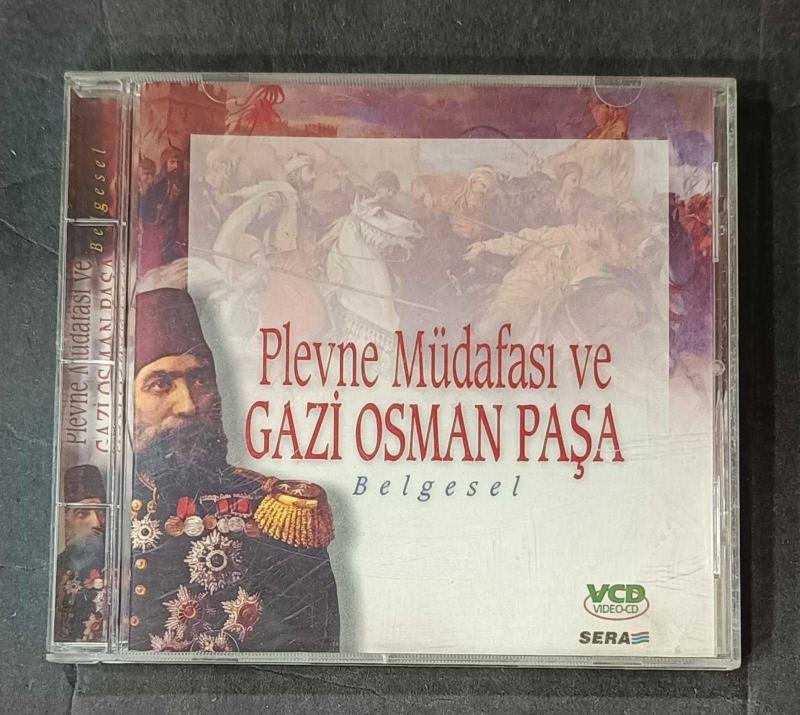 Plevne Müdafası ve
GAZİ OSMAN PAŞA
Belgesel
VCD
VIDEO-CD
SERA
Plevne Müdafası ve
GAZİ OSMAN PAŞA
Belgesel